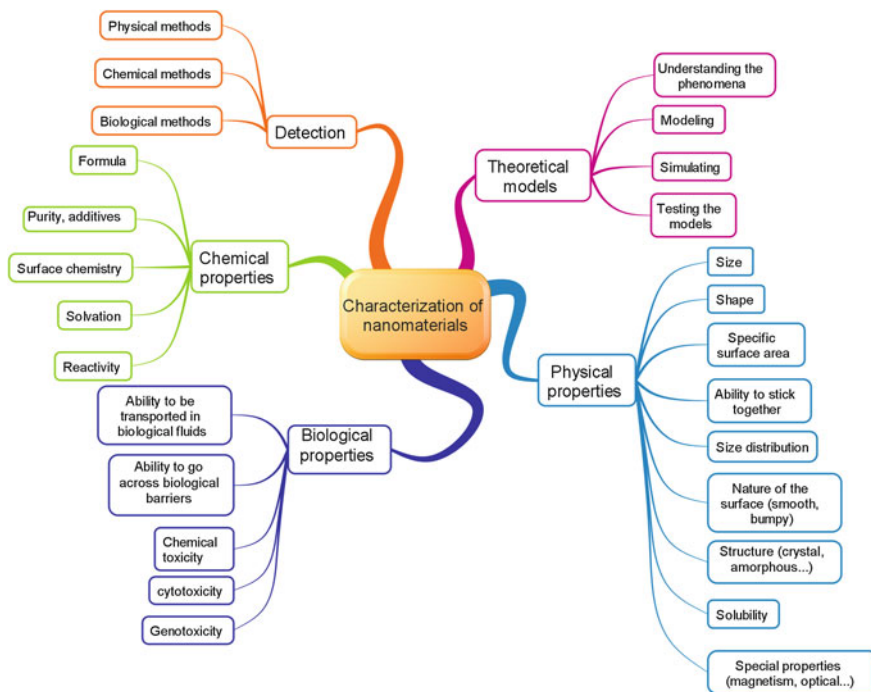 Physical methods
Chemical methods
Biological methods
Detection
Formula
Purity, additives
Surface chemistry
Solvation
Reactivity
Chemical
properties
Ability to be
transported in
biological fluids
Ability to go
across biological
barriers
Chemical
toxicity
cytotoxicity
Genotoxicity
Biological
properties
Characterization of
nanomaterials
Theoretical
models
Understanding the
phenomena
Modeling
Simulating
Testing the
models
Physical
properties
Size
Shape
Specific
surface area
Ability to stick
together
Size distribution
Nature of the
surface (smooth,
bumpy)
Structure (crystal,
amorphous...)
Solubility
Special properties
(magnetism, optical...)